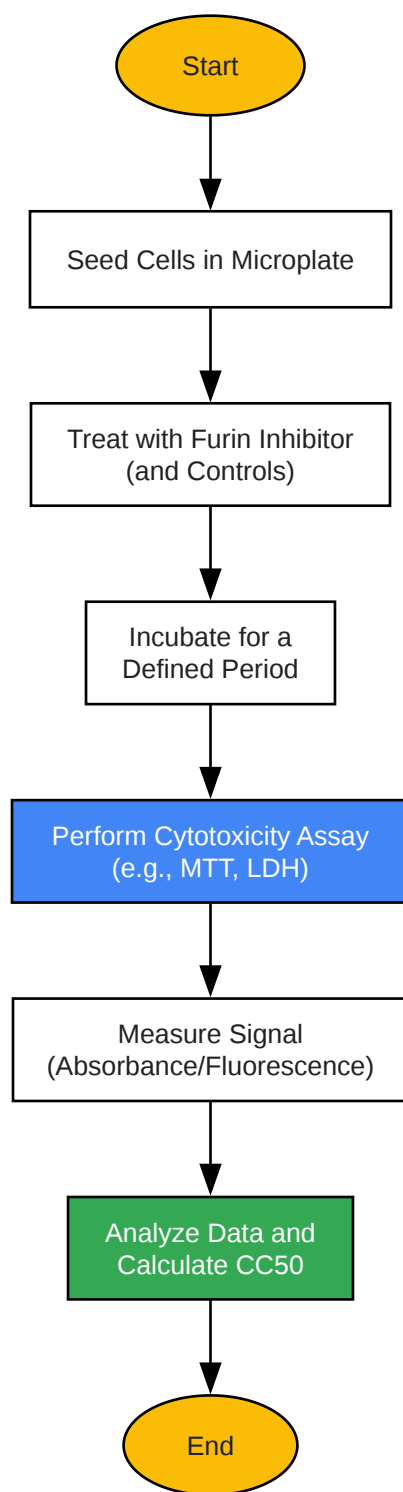 Start
Seed Cells in Microplate
Treat with Furin Inhibitor
(and Controls)
Incubate for a
Defined Period
Perform Cytotoxicity Assay
(e.g., MTT, LDH)
Measure Signal
(Absorbance/Fluorescence)
Analyze Data and
Calculate CC50
End